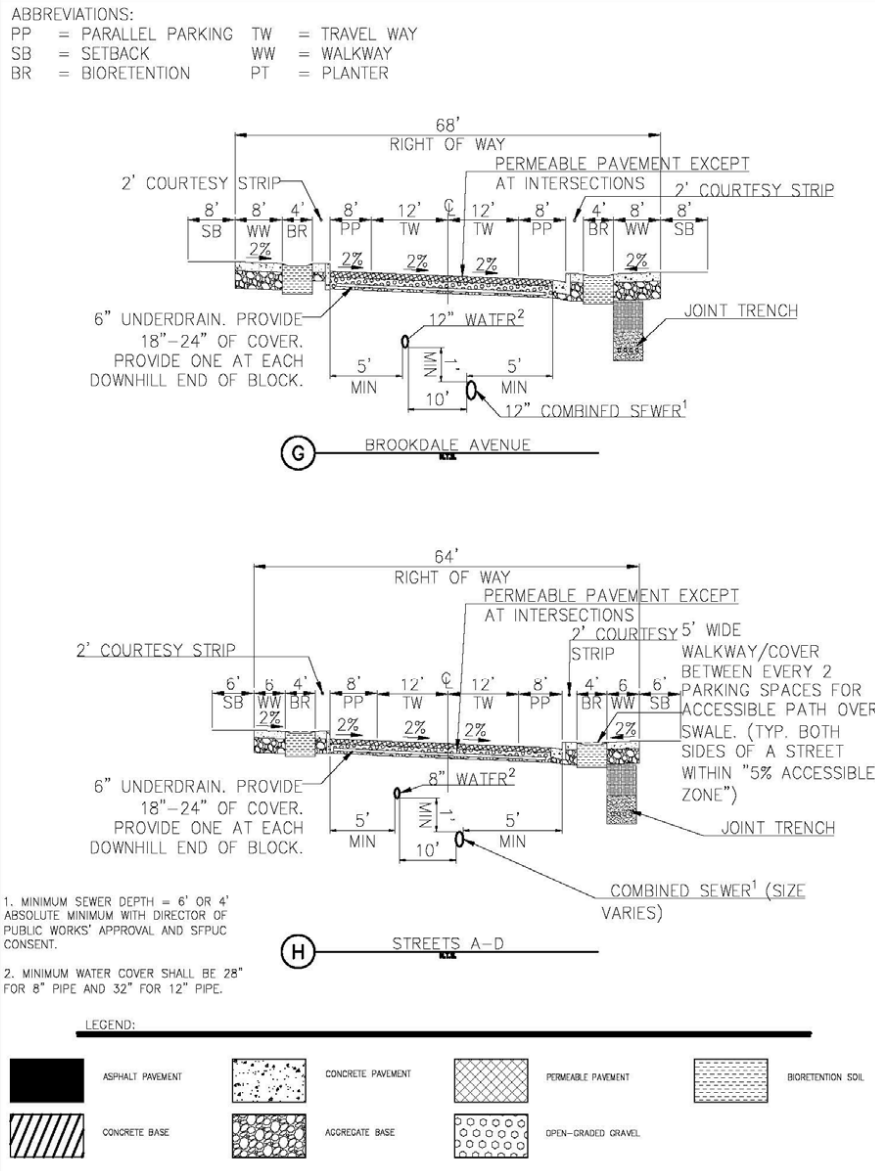 ABBREVIATIONS:
PP = PARALLEL PARKING TW = TRAVEL WAY
SB = SETBACK WW = WALKWAY
BR = BIORETENTION PT = PLANTER
68'
RIGHT OF WAY
PERMEABLE PAVEMENT EXCEPT
AT INTERSECTIONS
2' COURTESY STRIP
2' COURTESY STRIP
8' 8' 4' 8' 12' ℄ 12' 8' 4' 8' 8'
SB WW BR PP TW TW PP BR WW SB
2% 2% 2% 2% 2%
6" UNDERDRAIN. PROVIDE
18"-24" OF COVER.
PROVIDE ONE AT EACH
DOWNHILL END OF BLOCK.
12" WATER²
JOINT TRENCH
5'
MIN
1'
MIN
5'
MIN
10'
12" COMBINED SEWER¹
G
BROOKDALE AVENUE
N.T.S.
64'
RIGHT OF WAY
PERMEABLE PAVEMENT EXCEPT
AT INTERSECTIONS
2' COURTESY STRIP
2' COURTESY
STRIP
5' WIDE
WALKWAY/COVER
BETWEEN EVERY 2
PARKING SPACES FOR
ACCESSIBLE PATH OVER
SWALE. (TYP. BOTH
SIDES OF A STREET
WITHIN "5% ACCESSIBLE
ZONE")
6' 6 4' 8' 12' ℄ 12' 8' 4' 6 6'
SB WW BR PP TW TW PP BR WW SB
2% 2% 2% 2% 2%
6" UNDERDRAIN. PROVIDE
18"-24" OF COVER.
PROVIDE ONE AT EACH
DOWNHILL END OF BLOCK.
8" WATER²
5'
MIN
1'
MIN
5'
MIN
10'
JOINT TRENCH
COMBINED SEWER¹ (SIZE
VARIES)
1. MINIMUM SEWER DEPTH = 6' OR 4'
ABSOLUTE MINIMUM WITH DIRECTOR OF
PUBLIC WORKS' APPROVAL AND SFPUC
CONSENT.
H
STREETS A-D
N.T.S.
2. MINIMUM WATER COVER SHALL BE 28"
FOR 8" PIPE AND 32" FOR 12" PIPE.
LEGEND:
ASPHALT PAVEMENT
CONCRETE PAVEMENT
PERMEABLE PAVEMENT
BIORETENTION SOIL
CONCRETE BASE
AGGREGATE BASE
OPEN-GRADED GRAVEL